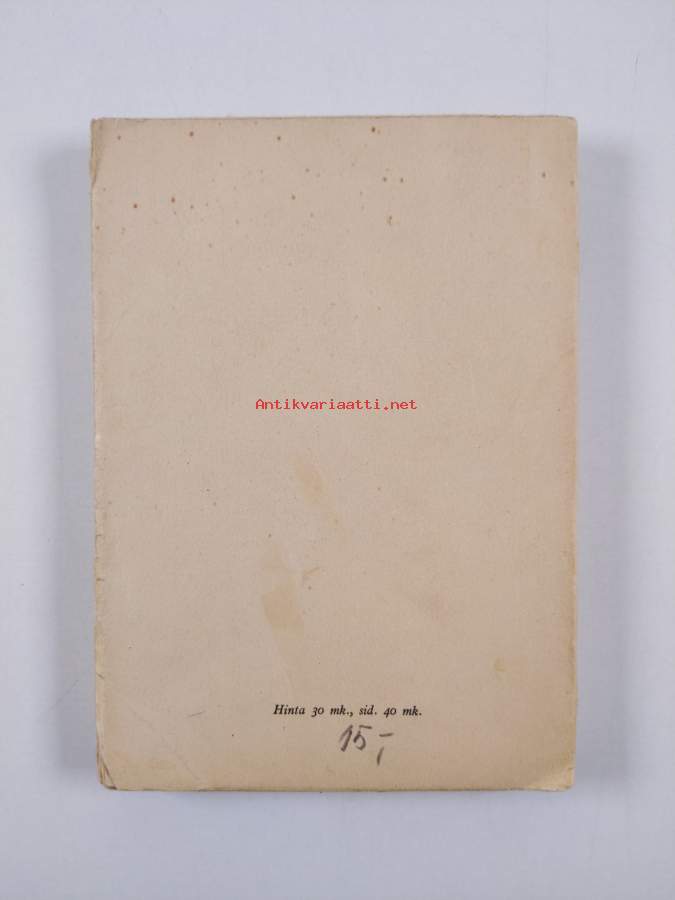 Antikvariaatti.net
Hinta 30 mk., sid. 40 mk.
15,-